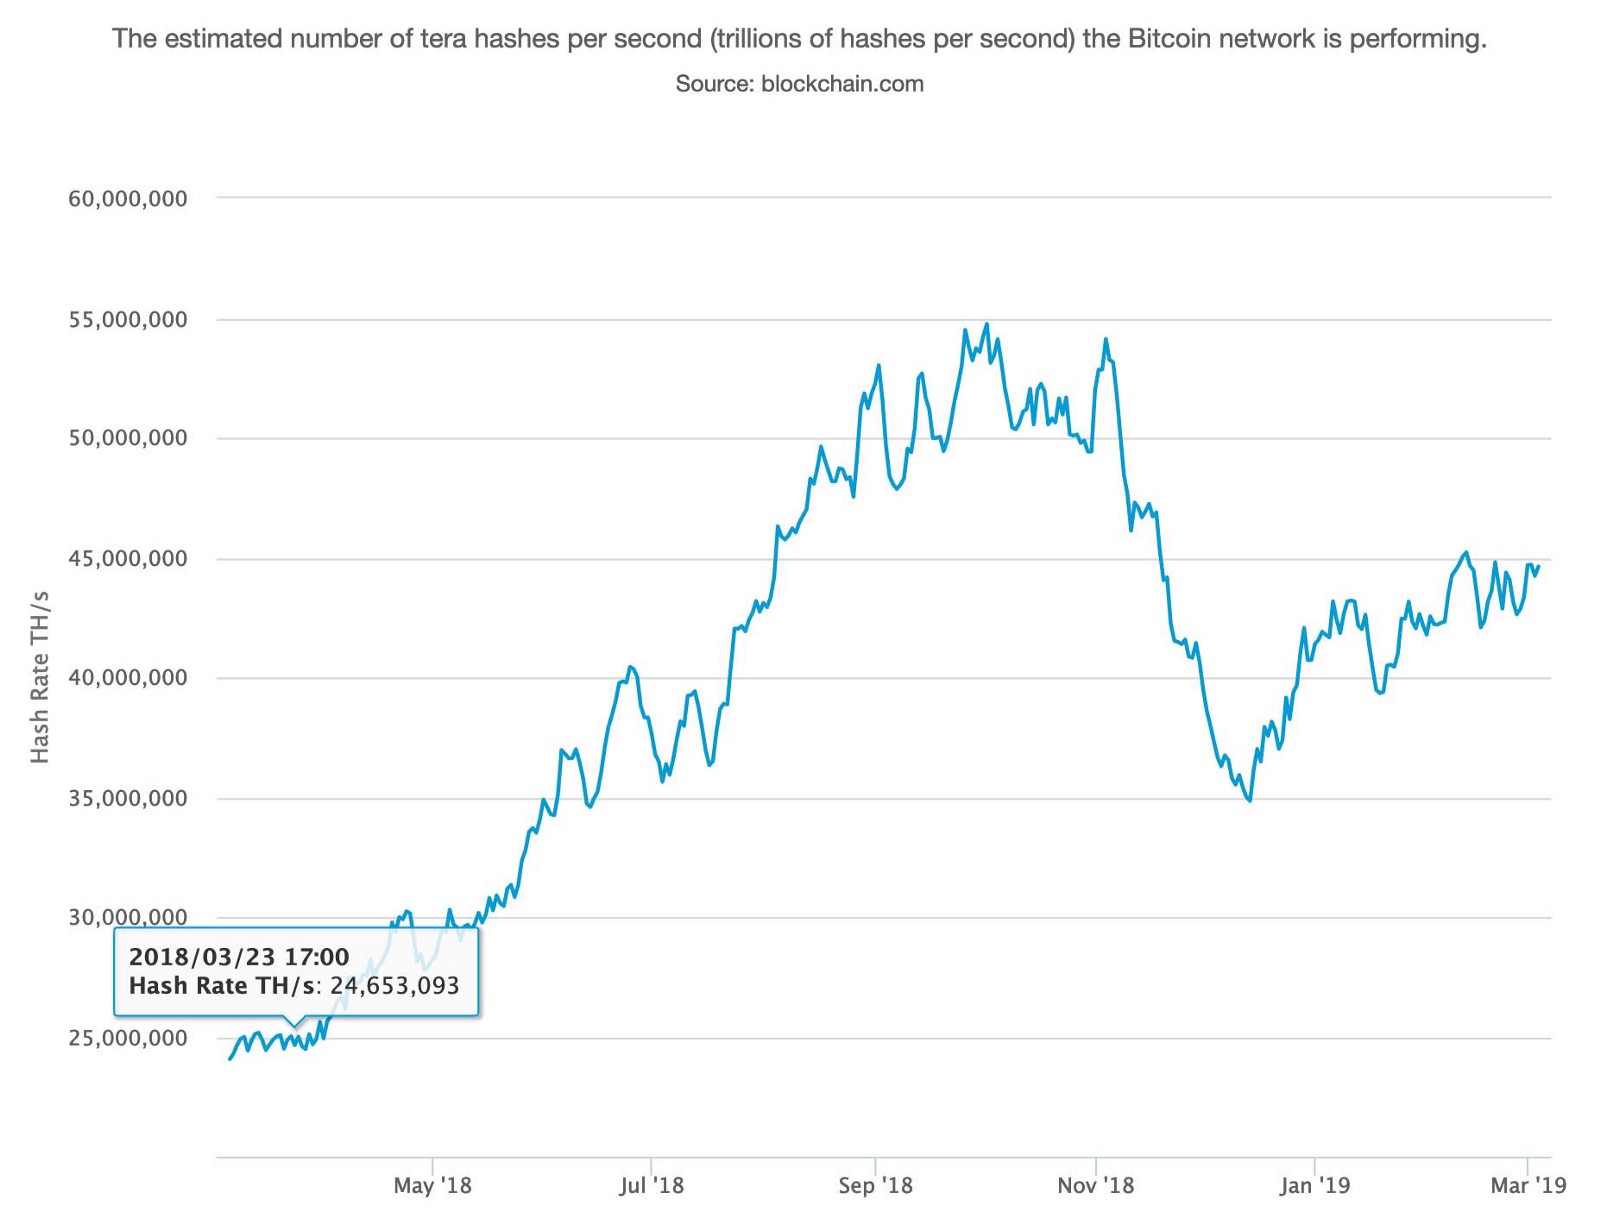 The estimated number of tera hashes per second (trillions of hashes per second) the Bitcoin network is performing.
Source: blockchain.com
60,000,000
55,000,000
50,000,000
45,000,000
Hash Rate TH/s
40,000,000
35,000,000
30,000,000
2018/03/23 17:00
Hash Rate TH/s: 24,653,093
25,000,000
May '18
Jul '18
Sep '18
Nov '18
Jan '19
Mar '19